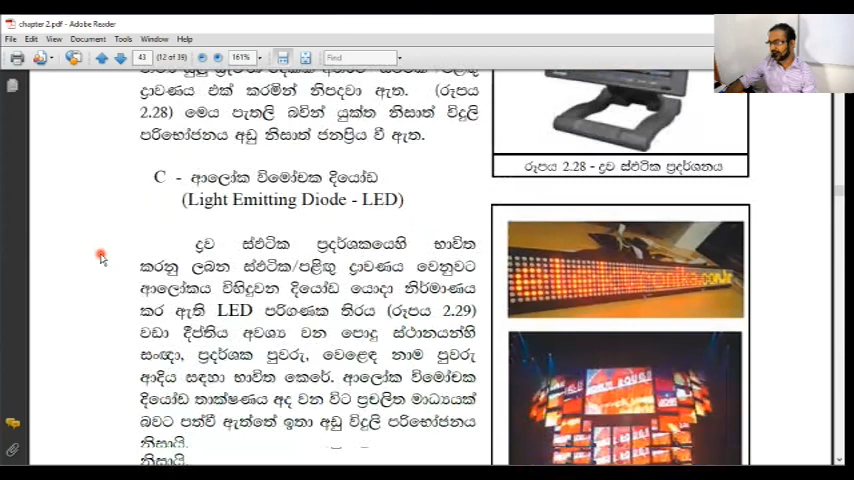 chapter 2.pdf - Adobe Reader
File Edit View Document Tools Window Help
43 (12 of 39) 161% Find
ද්‍රාවණය එක් කරමින් නිපදවා ඇත. (රූපය
2.28) මෙය පැතලි බවින් යුක්ත නිසාත් විදුලි
පරිභෝජනය අඩු නිසාත් ජනප්‍රිය වී ඇත.
රූපය 2.28 - ද්‍රව ස්ඵටික ප්‍රදර්ශනය
C - ආලෝක විමෝචක දියෝඩ
(Light Emitting Diode - LED)
ද්‍රව ස්ඵටික ප්‍රදර්ශකයෙහි භාවිත
කරනු ලබන ස්ඵටික/පළිඟු ද්‍රාවණය වෙනුවට
ආලෝකය විහිදුවන දියෝඩ යොදා නිර්මාණය
කර ඇති LED පරිගණක තිරය (රූපය 2.29)
වඩා දීප්තිය අවශ්‍ය වන පොදු ස්ථානයන්හි
සංඥා, ප්‍රදර්ශක පුවරු, වෙළෙඳ නාම පුවරු
ආදිය සඳහා භාවිත කෙරේ. ආලෝක විමෝචක
දියෝඩ තාක්ෂණය අද වන විට ප්‍රචලිත මාධ්‍යයක්
බවට පත්වී ඇත්තේ ඉතා අඩු විදුලි පරිභෝජනය
නිසායි.
නිසායි.